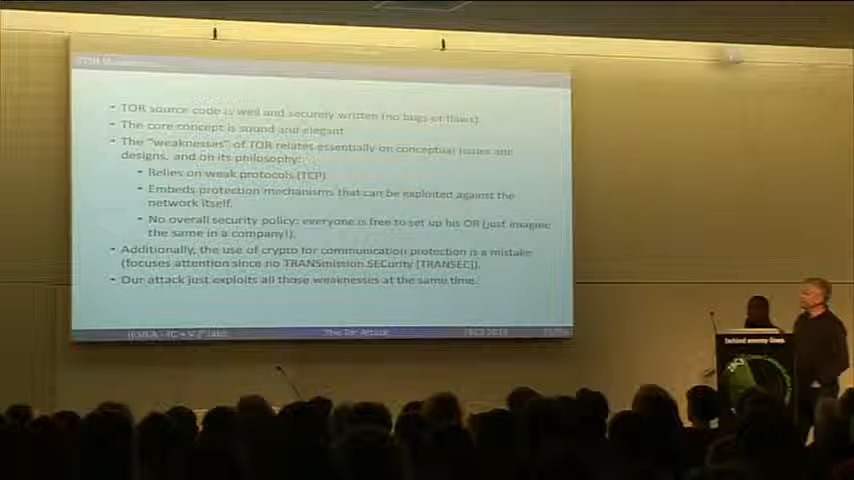 • TOR source code is well and securely written (no bugs or flaws).
• The core concept is sound and elegant
• The "weaknesses" of TOR relates essentially on conceptual issues and
designs, and on its philosophy:
• Relies on weak protocols (TCP).
• Embeds protection mechanisms that can be exploited against the
network itself.
• No overall security policy: everyone is free to set up his OR (just imagine
the same in a company!).
• Additionally, the use of crypto for communication protection is a mistake
(focuses attention since no TRANSmission SECurity [TRANSEC]).
• Our attack just exploits all those weaknesses at the same time.
The Tor Attack
behind enemy lines